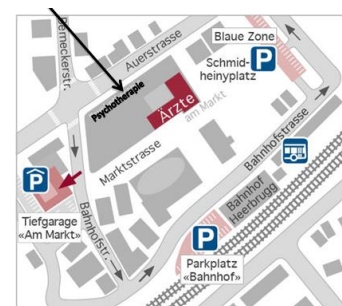 Berneckerstr.
Auerstrasse
Blaue Zone
P
Schmid-
heinyplatz
Psychotherapie
Ärzte
am Markt
Marktstrasse
Bahnhofstrasse
P
Tiefgarage
«Am Markt»
Bahnhofstr.
Bahnhof
Heerbrugg
P
Parkplatz
«Bahnhof»